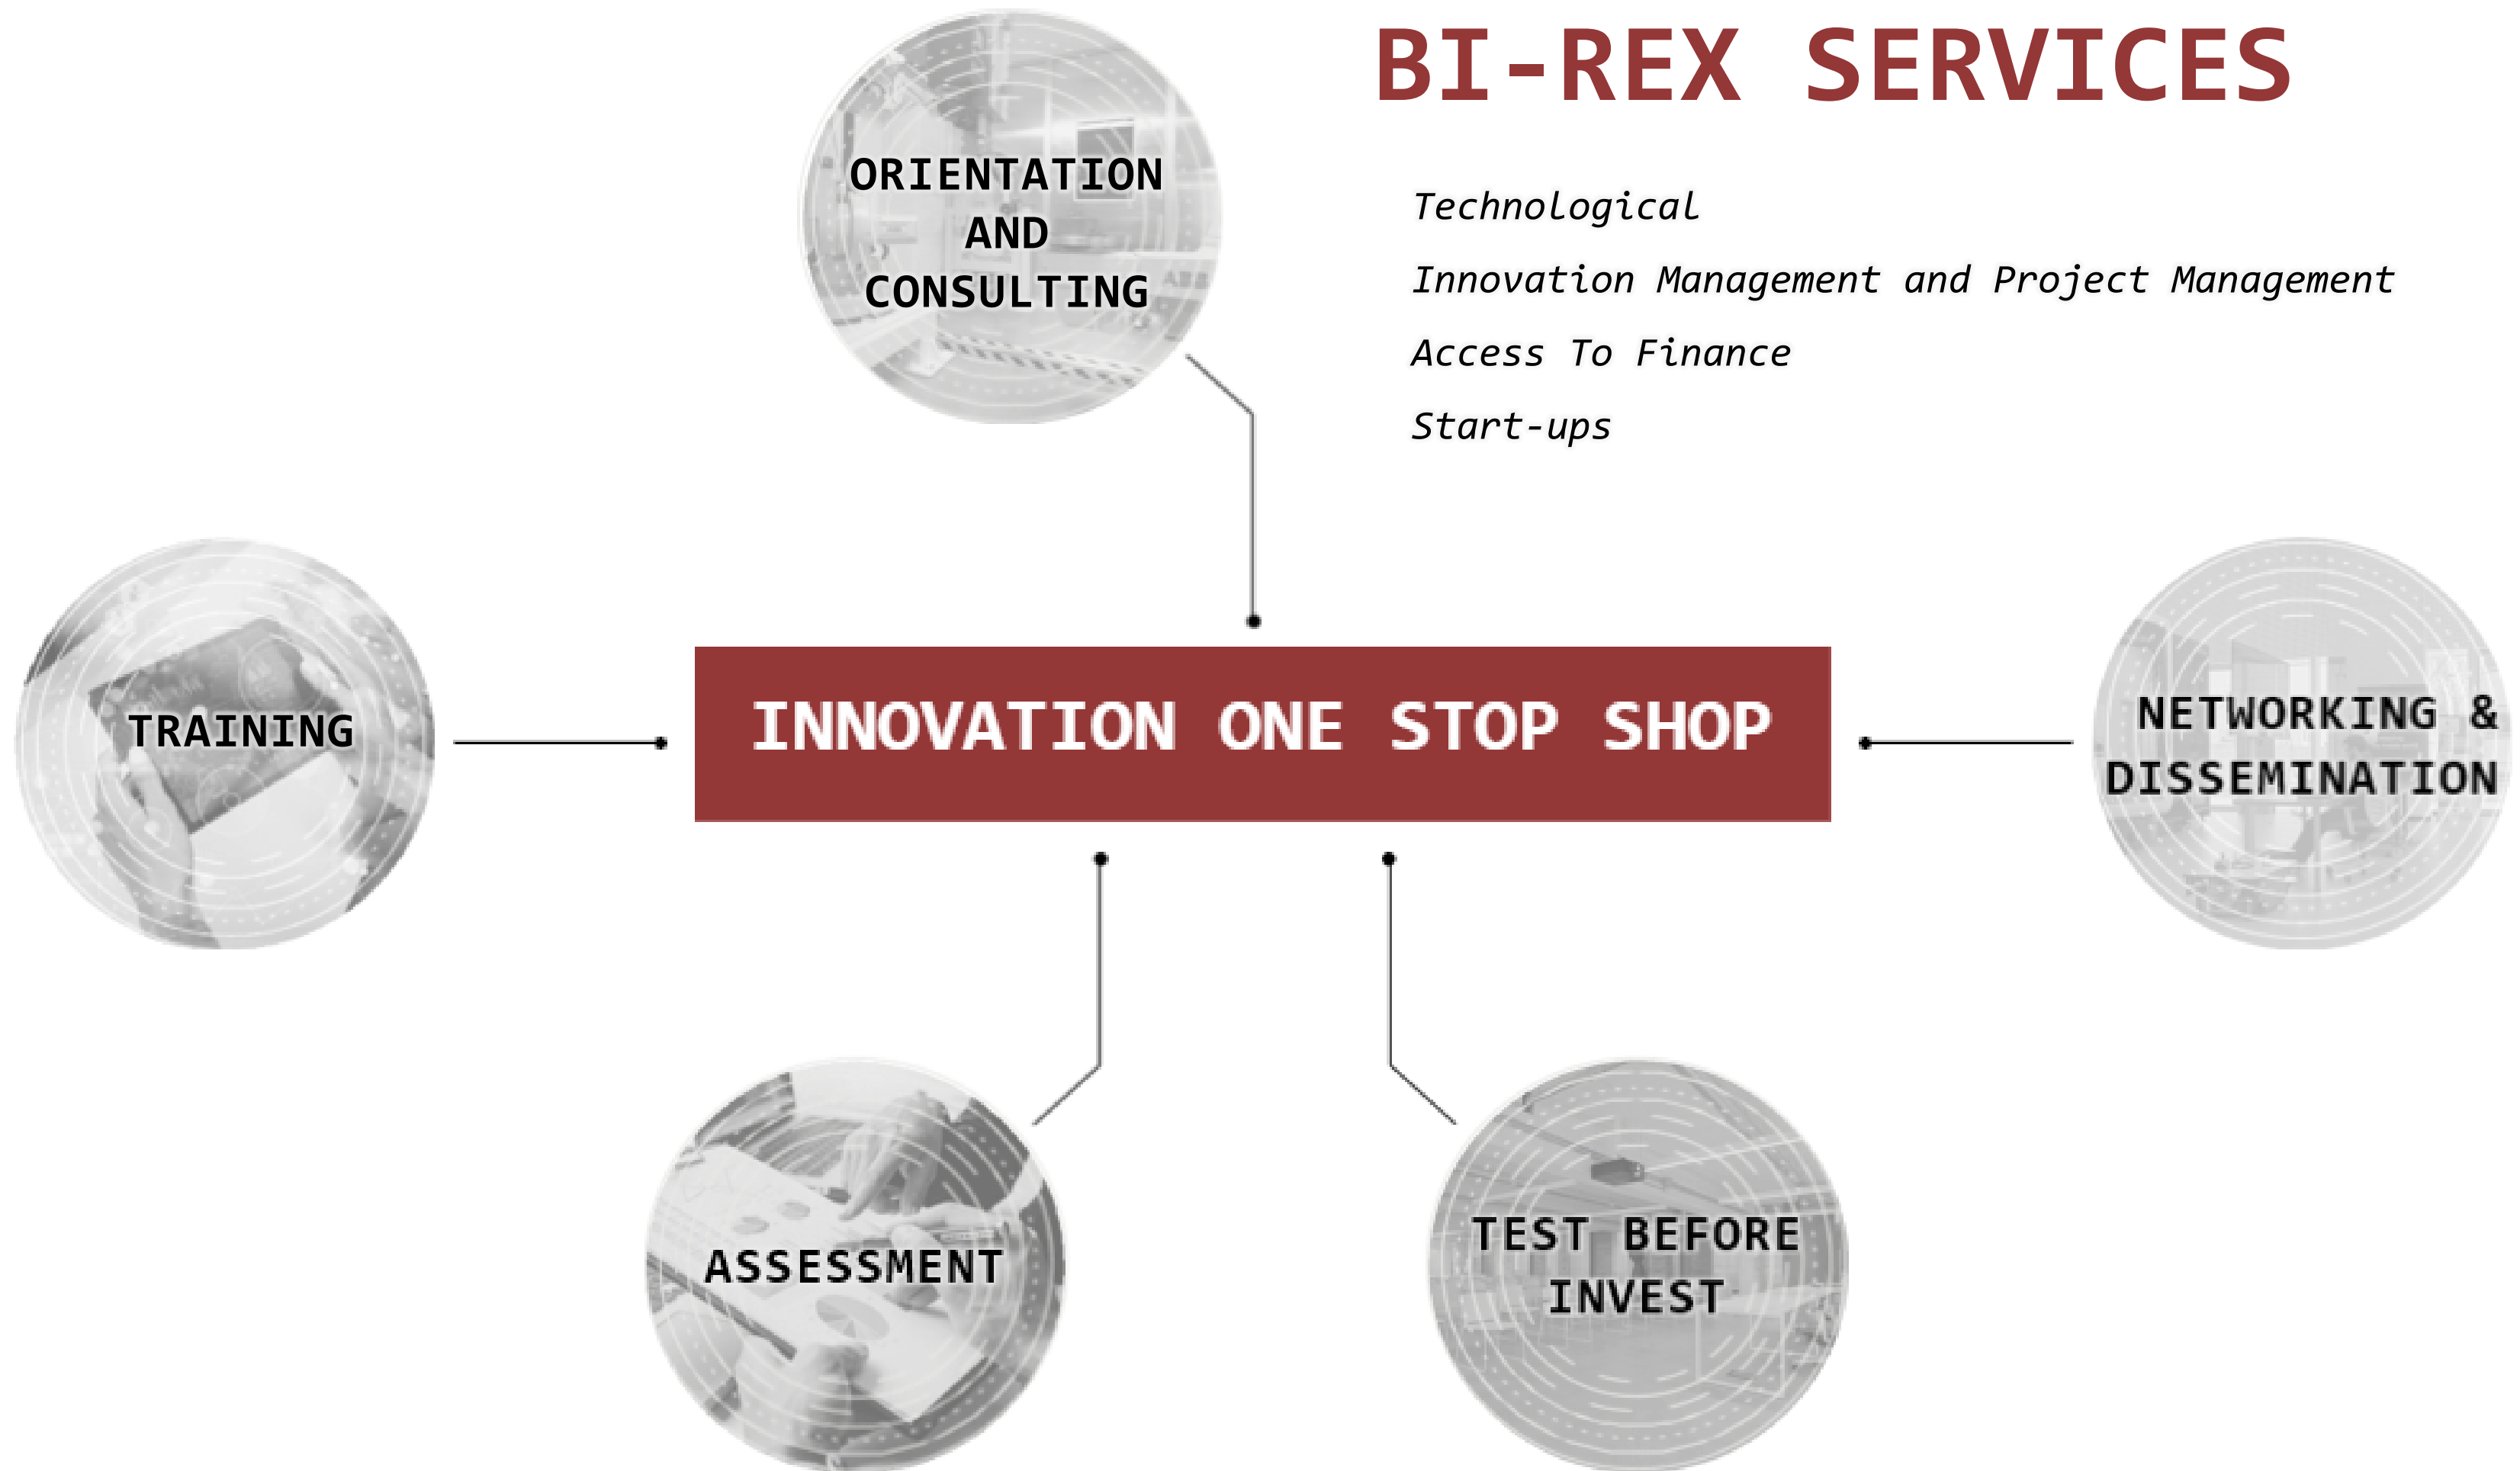 BI-REX SERVICES
ORIENTATION
AND
CONSULTING
Technological
Innovation Management and Project Management
Access To Finance
Start-ups
TRAINING
INNOVATION ONE STOP SHOP
NETWORKING &
DISSEMINATION
ASSESSMENT
TEST BEFORE
INVEST